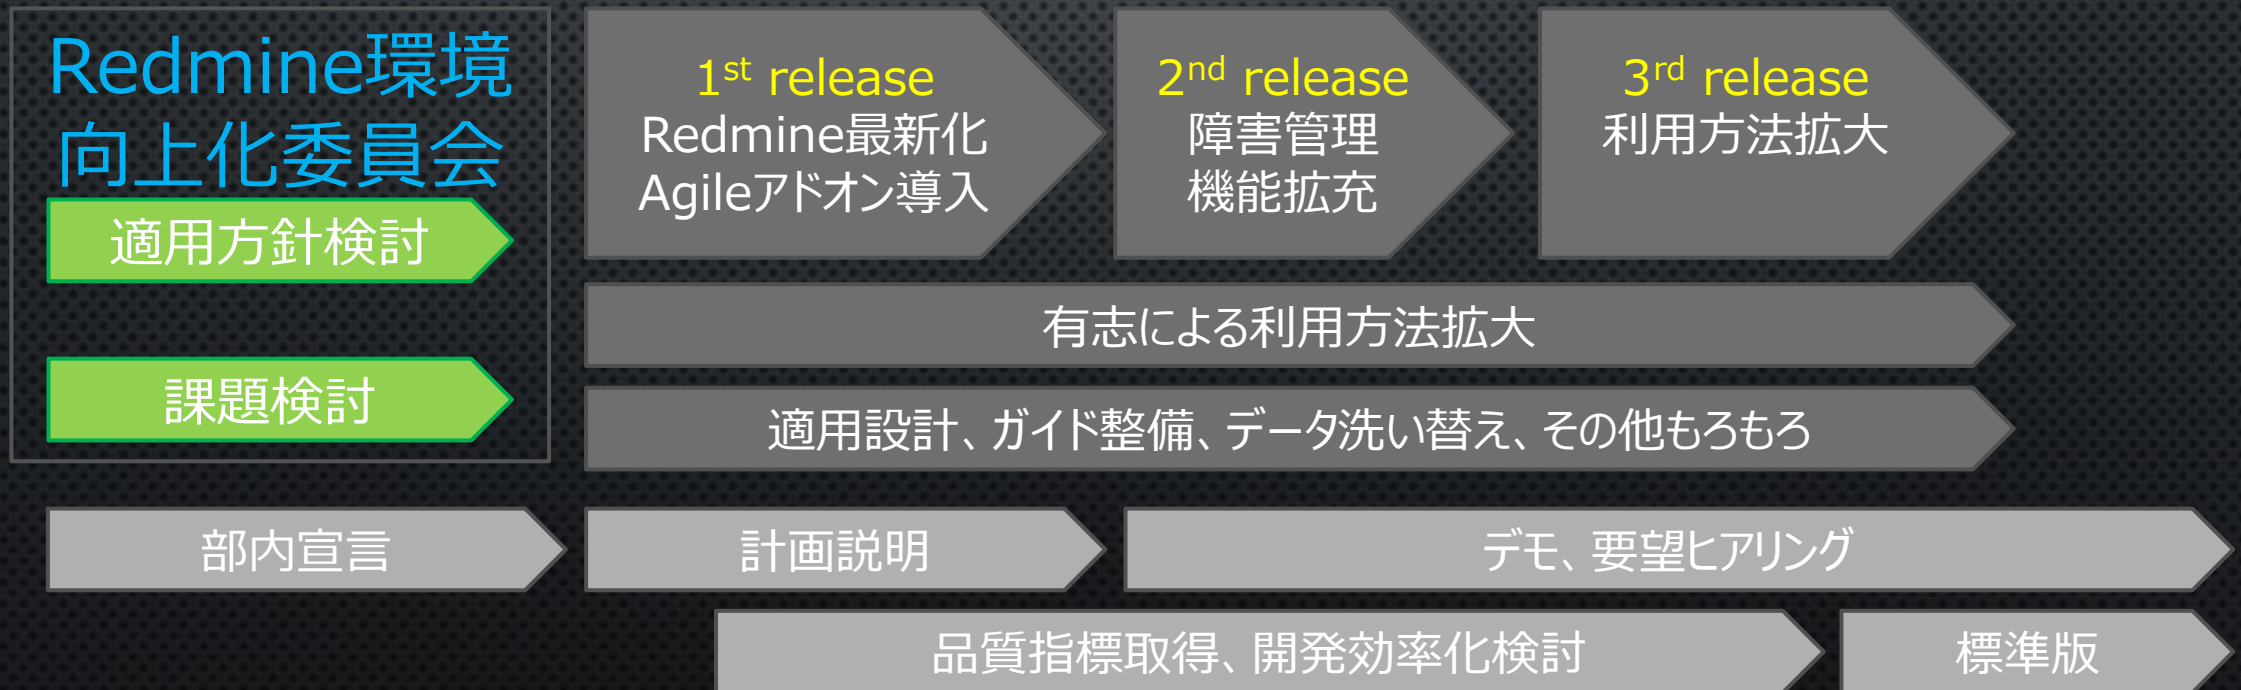 Redmine環境
向上化委員会
適用方針検討
課題検討
1st release
Redmine最新化
Agileアドオン導入
2nd release
障害管理
機能拡充
3rd release
利用方法拡大
有志による利用方法拡大
適用設計、ガイド整備、データ洗い替え、その他もろもろ
部内宣言
計画説明
デモ、要望ヒアリング
品質指標取得、開発効率化検討
標準版